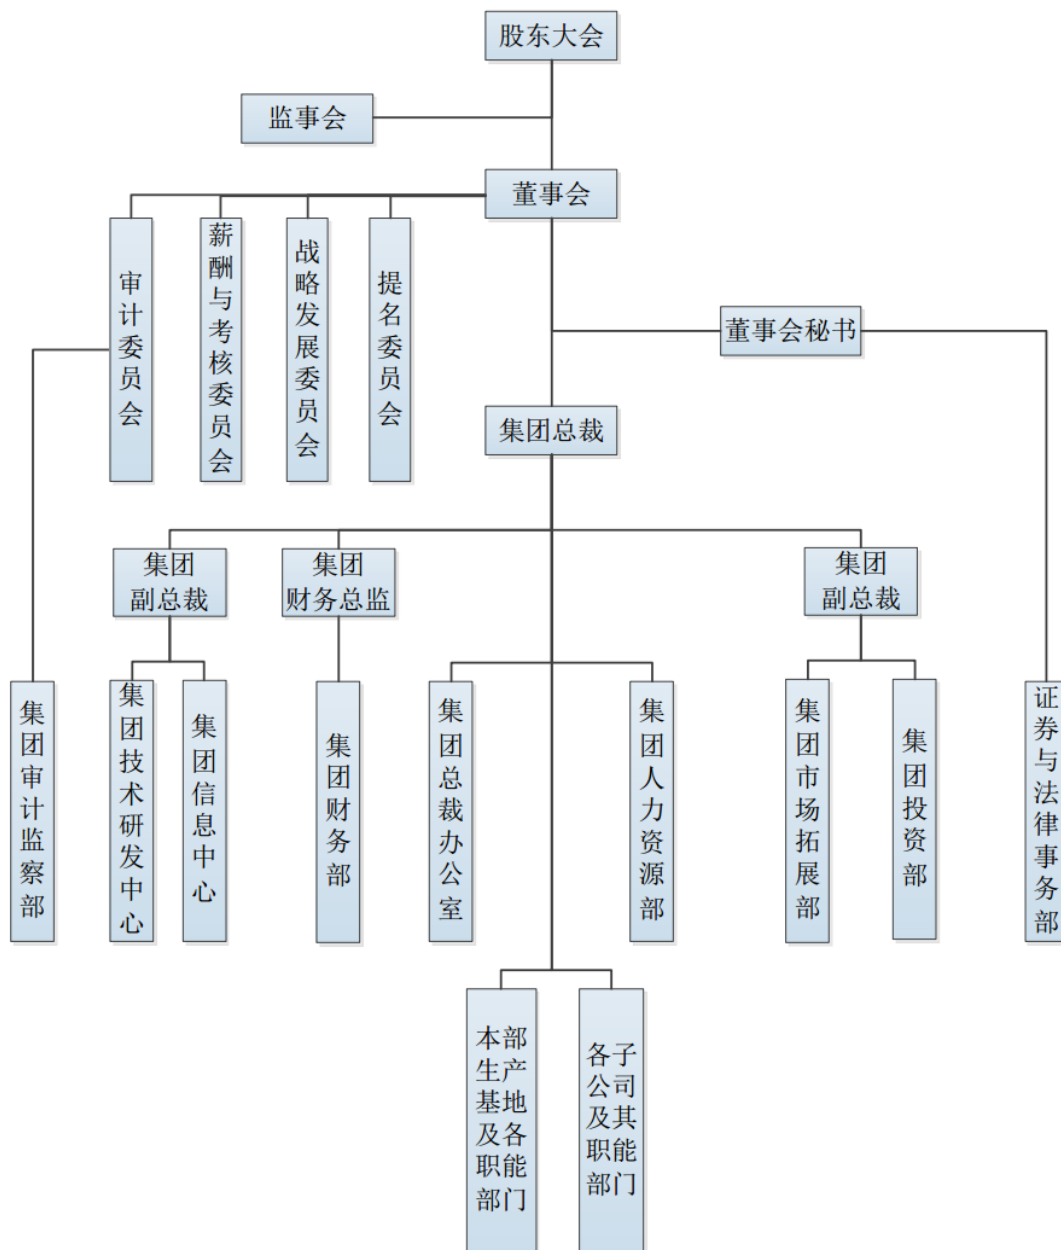 股东大会
监事会
董事会
审计委员会
薪酬与考核委员会
战略发展委员会
提名委员会
董事会秘书
集团总裁
集团
副总裁
集团
财务总监
集团
副总裁
集团审计监察部
集团技术研发中心
集团信息中心
集团财务部
集团总裁办公室
集团人力资源部
集团市场拓展部
集团投资部
证券与法律事务部
本部
生产
基地
及各
职能
部门
各子
公司
及其
职能
部门